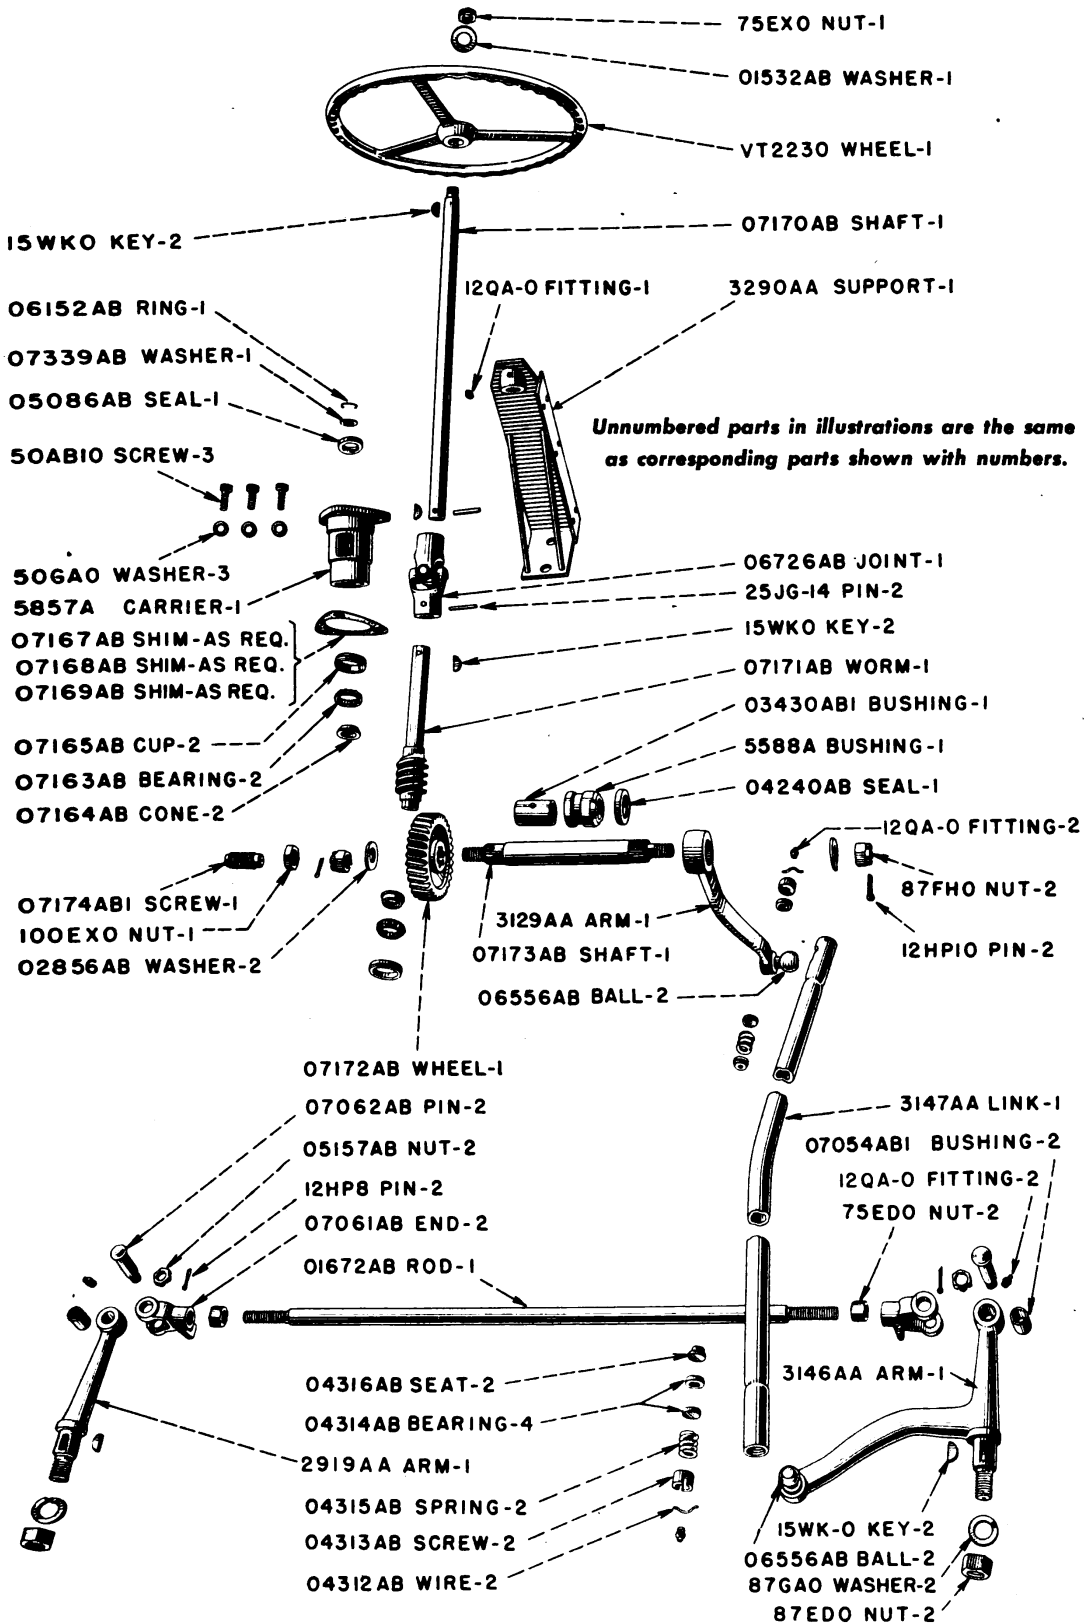 75EXO NUT-1
01532AB WASHER-1
VT2230 WHEEL-1
15WKO KEY-2
07170AB SHAFT-1
12QA-O FITTING-1
3290AA SUPPORT-1
06152AB RING-1
07339AB WASHER-1
05086AB SEAL-1
50AB10 SCREW-3
Unnumbered parts in illustrations are the same
as corresponding parts shown with numbers.
50GAO WASHER-3
5857A CARRIER-1
07167AB SHIM-AS REQ.
07168AB SHIM-AS REQ.
07169AB SHIM-AS REQ.
07165AB CUP-2
07163AB BEARING-2
07164AB CONE-2
06726AB JOINT-1
25JG-14 PIN-2
15WKO KEY-2
07171AB WORM-1
03430AB1 BUSHING-1
5588A BUSHING-1
04240AB SEAL-1
12QA-O FITTING-2
87FHO NUT-2
12HP10 PIN-2
07174AB1 SCREW-1
100EXO NUT-1
02856AB WASHER-2
3129AA ARM-1
07173AB SHAFT-1
06556AB BALL-2
07172AB WHEEL-1
07062AB PIN-2
05157AB NUT-2
12HP8 PIN-2
07061AB END-2
01672AB ROD-1
3147AA LINK-1
07054AB1 BUSHING-2
12QA-O FITTING-2
75EDO NUT-2
04316AB SEAT-2
04314AB BEARING-4
2919AA ARM-1
04315AB SPRING-2
04313AB SCREW-2
04312AB WIRE-2
3146AA ARM-1
15WK-O KEY-2
06556AB BALL-2
87GAO WASHER-2
87EDO NUT-2